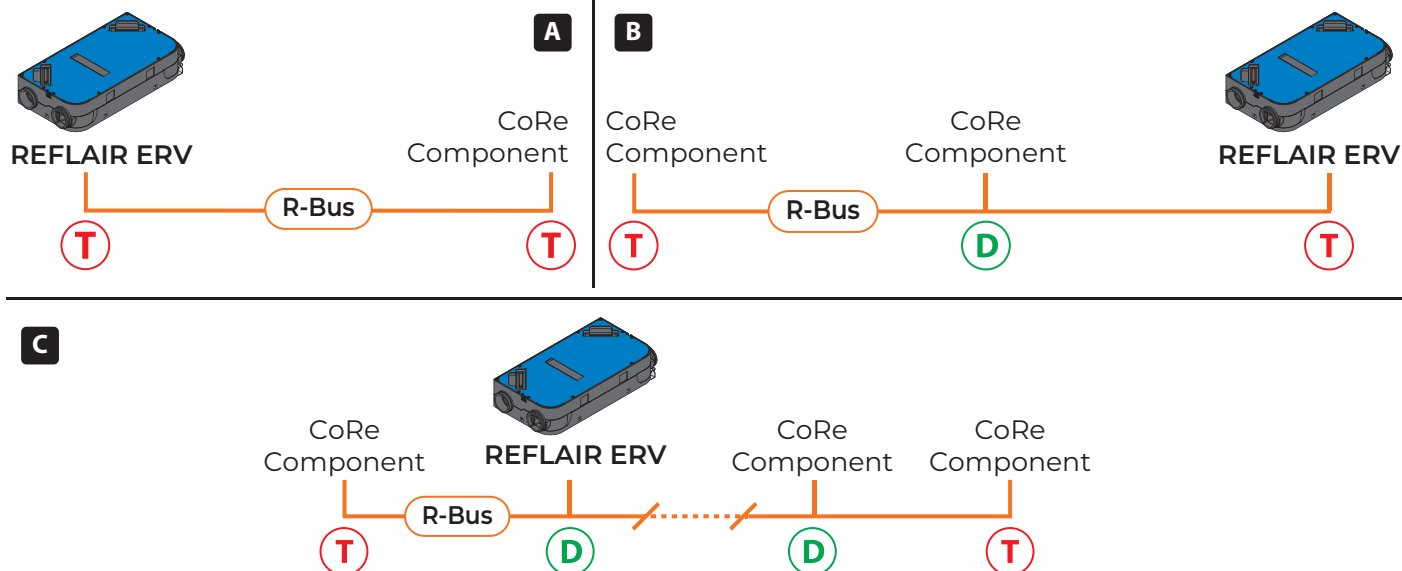 A
REFLAIR ERV
CoRe
Component
R-Bus
T
T
B
CoRe
Component
CoRe
Component
REFLAIR ERV
R-Bus
T
D
T
C
CoRe
Component
REFLAIR ERV
CoRe
Component
CoRe
Component
R-Bus
T
D
D
T